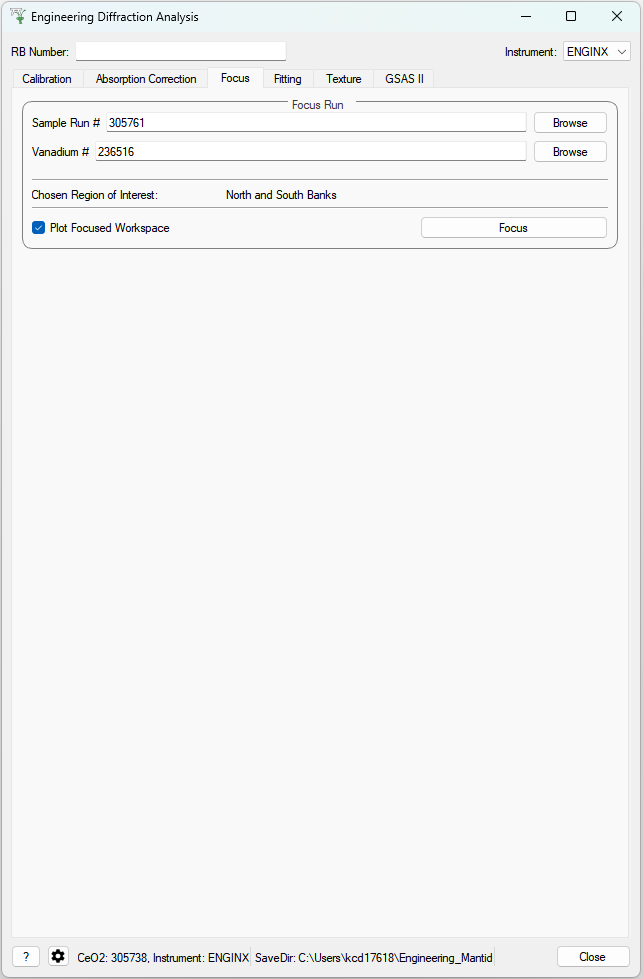 Engineering Diffraction Analysis
RB Number: Instrument: ENGINX
Calibration Absorption Correction Focus Fitting Texture GSAS II
Focus Run
Sample Run # 305761 Browse
Vanadium # 236516 Browse
Chosen Region of Interest: North and South Banks
Plot Focused Workspace Focus
? CeO2: 305738, Instrument: ENGINX SaveDir: C:\Users\kcd17618\Engineering_Mantid Close